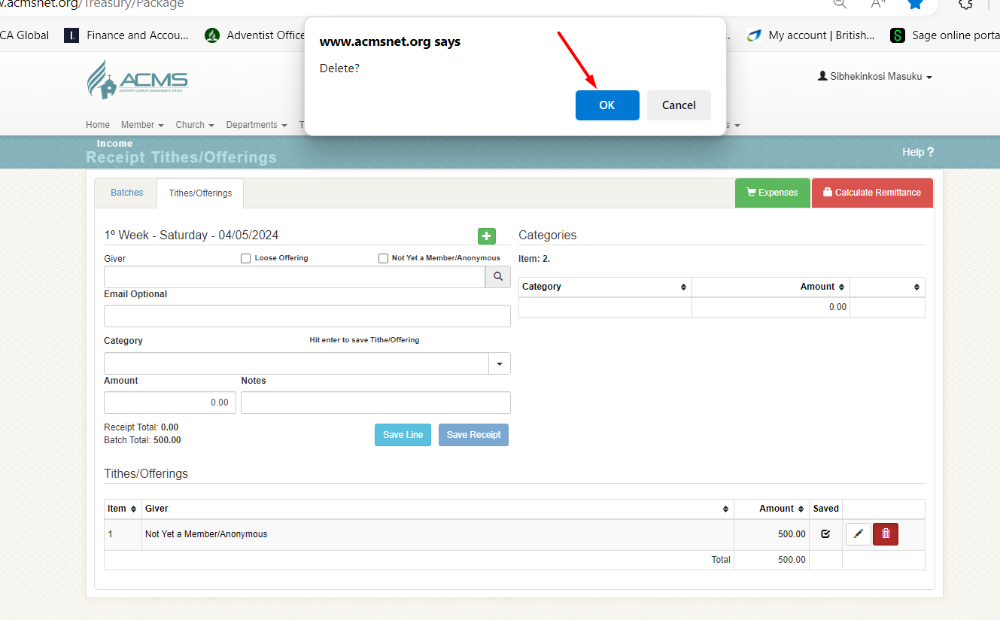 w.acmsnet.org/Treasury/Package
CA Global
Finance and Accou...
Adventist Office
My account | British...
Sage online porta
www.acmsnet.org says
Delete?
OK
Cancel
ACMS
ADVENTIST CHURCH MANAGEMENT SYSTEM
Sibhekinkosi Masuku
Home Member Church Departments T
s
Income
Receipt Tithes/Offerings
Help ?
Batches
Tithes/Offerings
Expenses
Calculate Remittance
1º Week - Saturday - 04/05/2024
Giver
Loose Offering
Not Yet a Member/Anonymous
Email Optional
Category
Hit enter to save Tithe/Offering
Amount
Notes
0.00
Receipt Total: 0.00
Batch Total: 500.00
Save Line
Save Receipt
Categories
Item: 2.
Category Amount
0.00
Tithes/Offerings
Item Giver Amount Saved
1 Not Yet a Member/Anonymous 500.00
Total 500.00